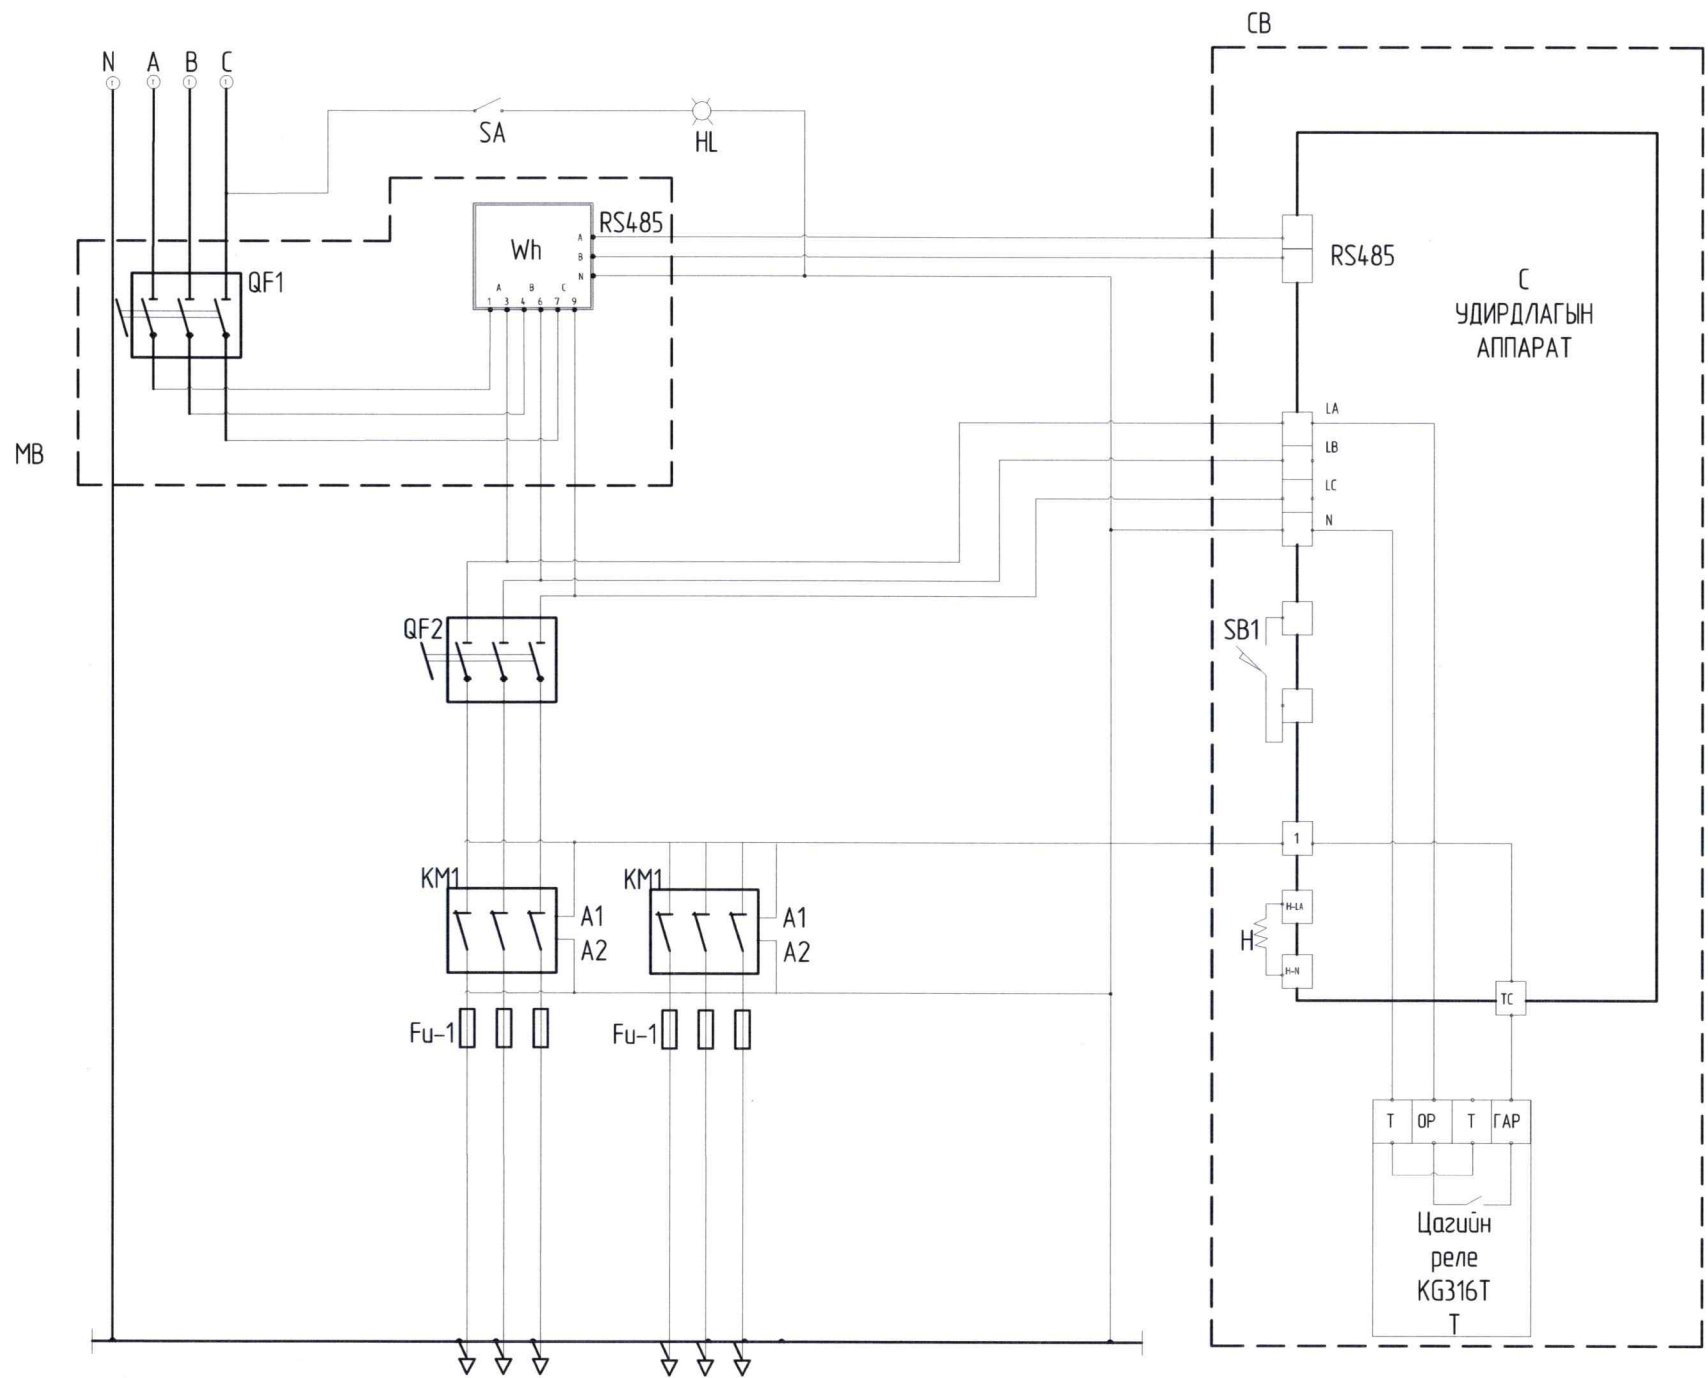 CB
N A B C
SA
HL
RS485
A
Wh
B
N
A B C
1 3 4 6 7 9
QF1
MB
RS485
С
УДИРДЛАГЫН
АППАРАТ
LA
LB
LC
N
QF2
SB1
1
KM1
A1
A2
KM1
A1
A2
H-LA
H
H-N
TC
Fu-1
Fu-1
Т ОР Т ГАР
Цагийн
реле
KG316T
T